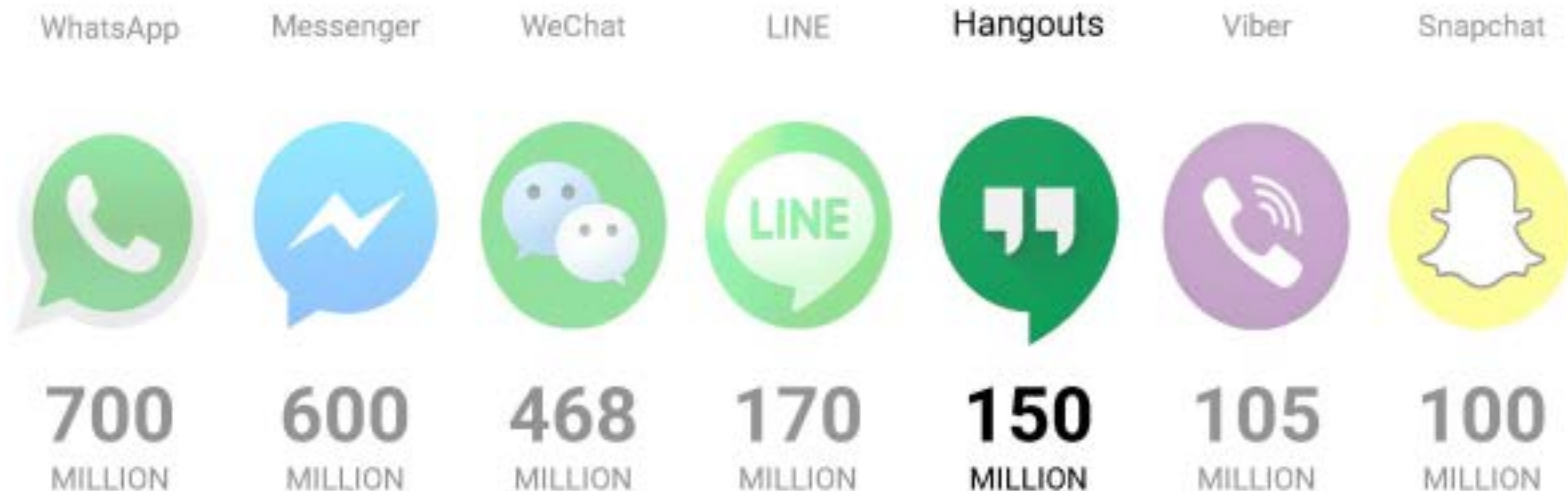 WhatsApp Messenger WeChat LINE Hangouts Viber Snapchat
LINE
700 600 468 170 150 105 100
MILLION MILLION MILLION MILLION MILLION MILLION MILLION